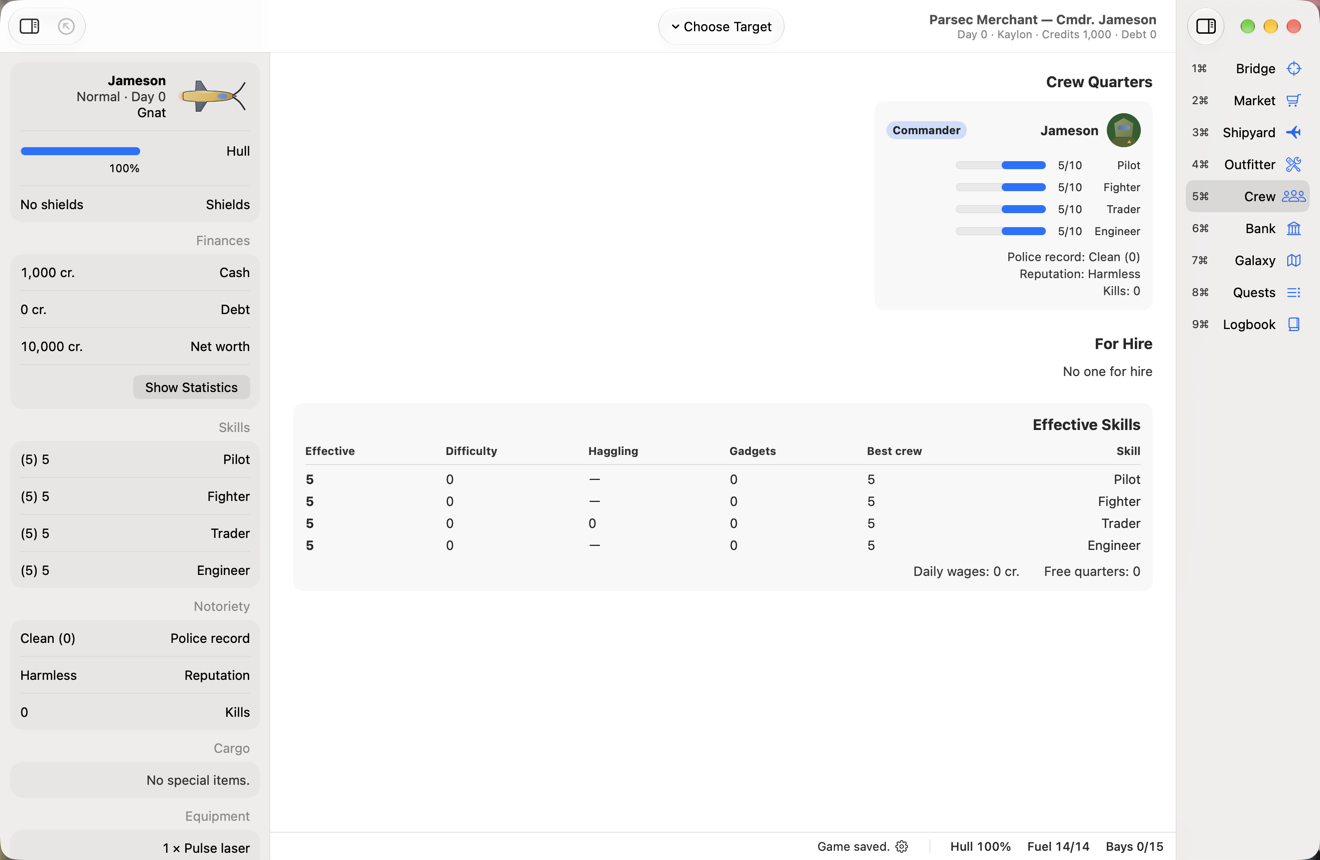 Choose Target
Parsec Merchant — Cmdr. Jameson
Day 0 · Kaylon · Credits 1,000 · Debt 0
Bridge 1⌘
Market 2⌘
Shipyard 3⌘
Outfitter 4⌘
Crew 5⌘
Bank 6⌘
Galaxy 7⌘
Quests 8⌘
Logbook 9⌘
Crew Quarters
Jameson Commander
Pilot 5/10
Fighter 5/10
Trader 5/10
Engineer 5/10
Police record: Clean (0)
Reputation: Harmless
Kills: 0
For Hire
No one for hire
Effective Skills
Skill Best crew Gadgets Haggling Difficulty Effective
Pilot 5 0 — 0 5
Fighter 5 0 — 0 5
Trader 5 0 0 0 5
Engineer 5 0 — 0 5
Free quarters: 0 Daily wages: 0 cr.
Jameson
Normal · Day 0
Gnat
Hull
100%
Shields No shields
Finances
Cash 1,000 cr.
Debt 0 cr.
Net worth 10,000 cr.
Show Statistics
Skills
Pilot (5) 5
Fighter (5) 5
Trader (5) 5
Engineer (5) 5
Notoriety
Police record Clean (0)
Reputation Harmless
Kills 0
Cargo
No special items.
Equipment
1 × Pulse laser
Bays 0/15 Fuel 14/14 Hull 100% Game saved.